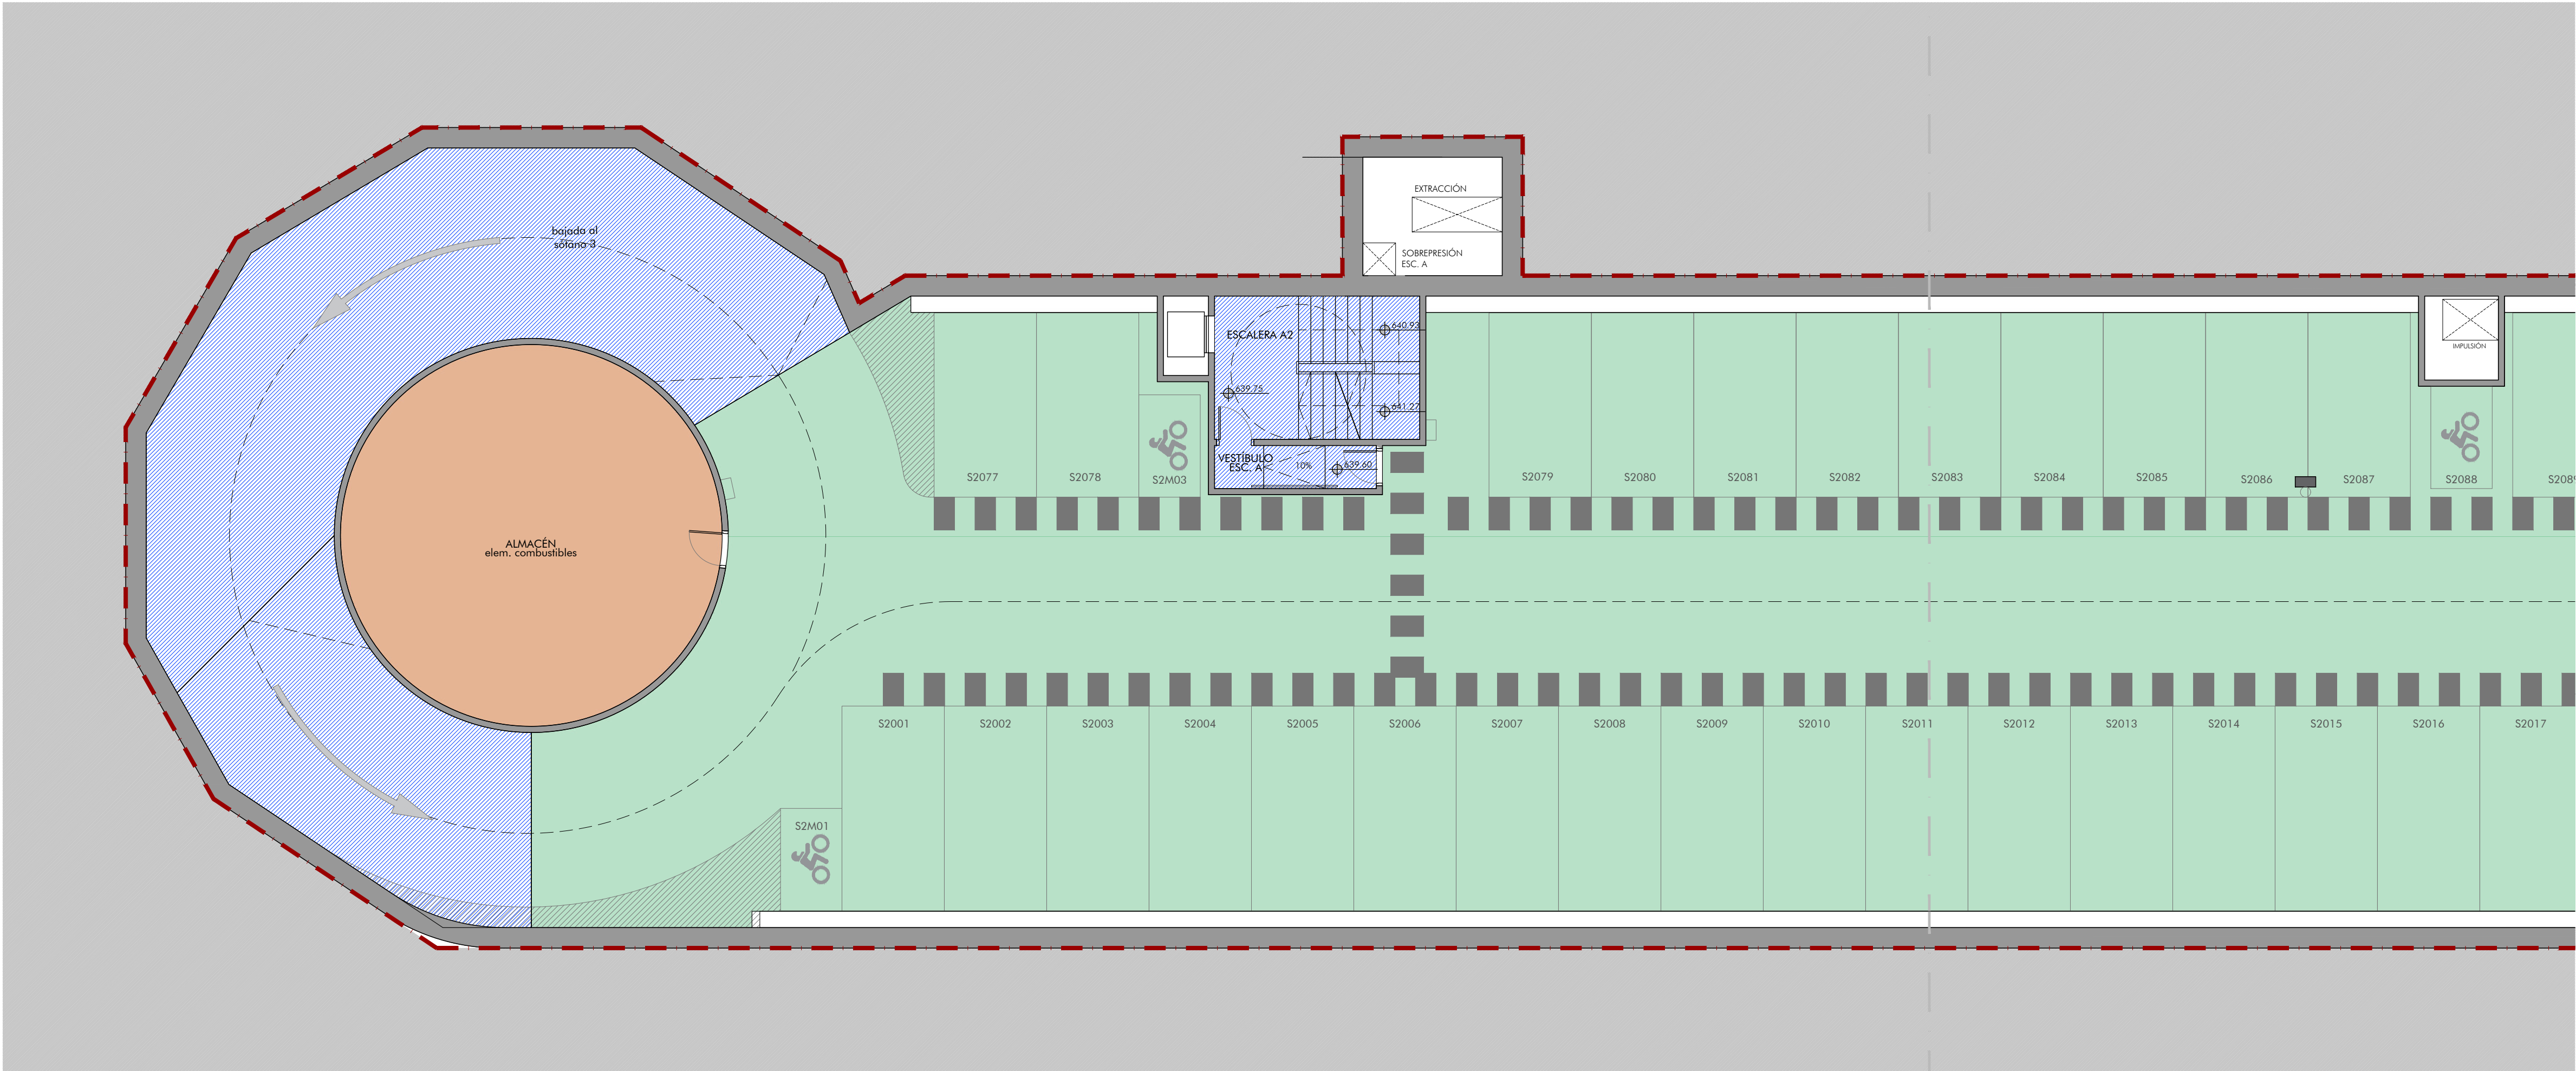 EXTRACCIÓN
SOBREPRESIÓN
ESC. A
bajada al
sótano 3
ESCALERA A2
640.93
639.75
641.27
IMPULSIÓN
VESTÍBULO
ESC. A
10%
639.60
S2077
S2078
S2M03
S2079
S2080
S2081
S2082
S2083
S2084
S2085
S2086
S2087
S2088
ALMACÉN
elem. combustibles
S2001
S2002
S2003
S2004
S2005
S2006
S2007
S2008
S2009
S2010
S2011
S2012
S2013
S2014
S2015
S2016
S2017
S2M01